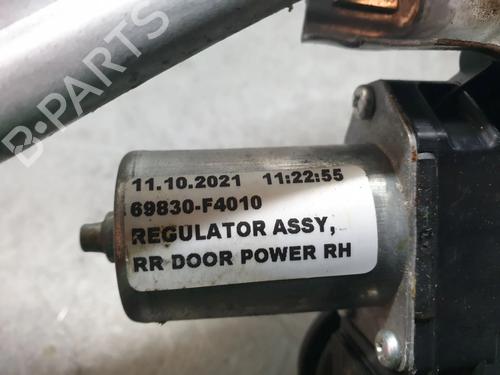 B-PARTS
11.10.2021 11:22:55
69830-F4010
REGULATOR ASSY,
RR DOOR POWER RH